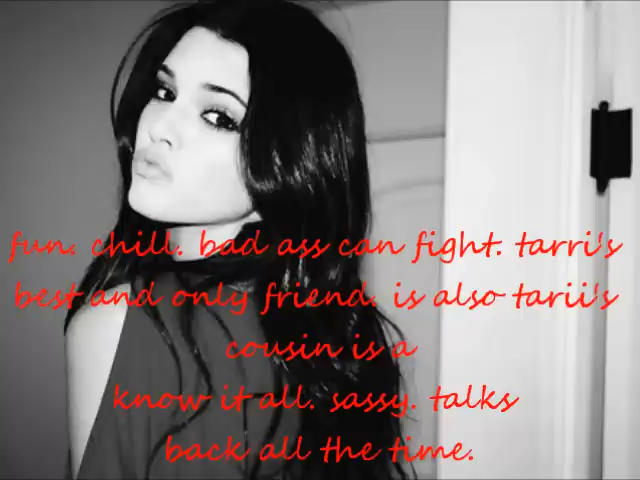 fun. chill. bad ass can fight. tarri's
best and only friend. is also tarii's
cousin is a
know it all. sassy. talks
back all the time.